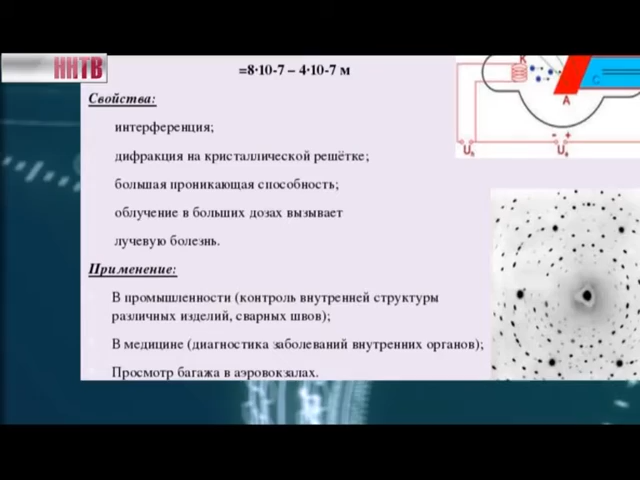 ННТВ
=8·10-7 – 4·10-7 м
Свойства:
интерференция;
дифракция на кристаллической решётке;
большая проникающая способность;
облучение в больших дозах вызывает
лучевую болезнь.
Применение:
В промышленности (контроль внутренней структуры
различных изделий, сварных швов);
В медицине (диагностика заболеваний внутренних органов);
Просмотр багажа в аэровокзалах.
К
С
А
- +
Uн Uа